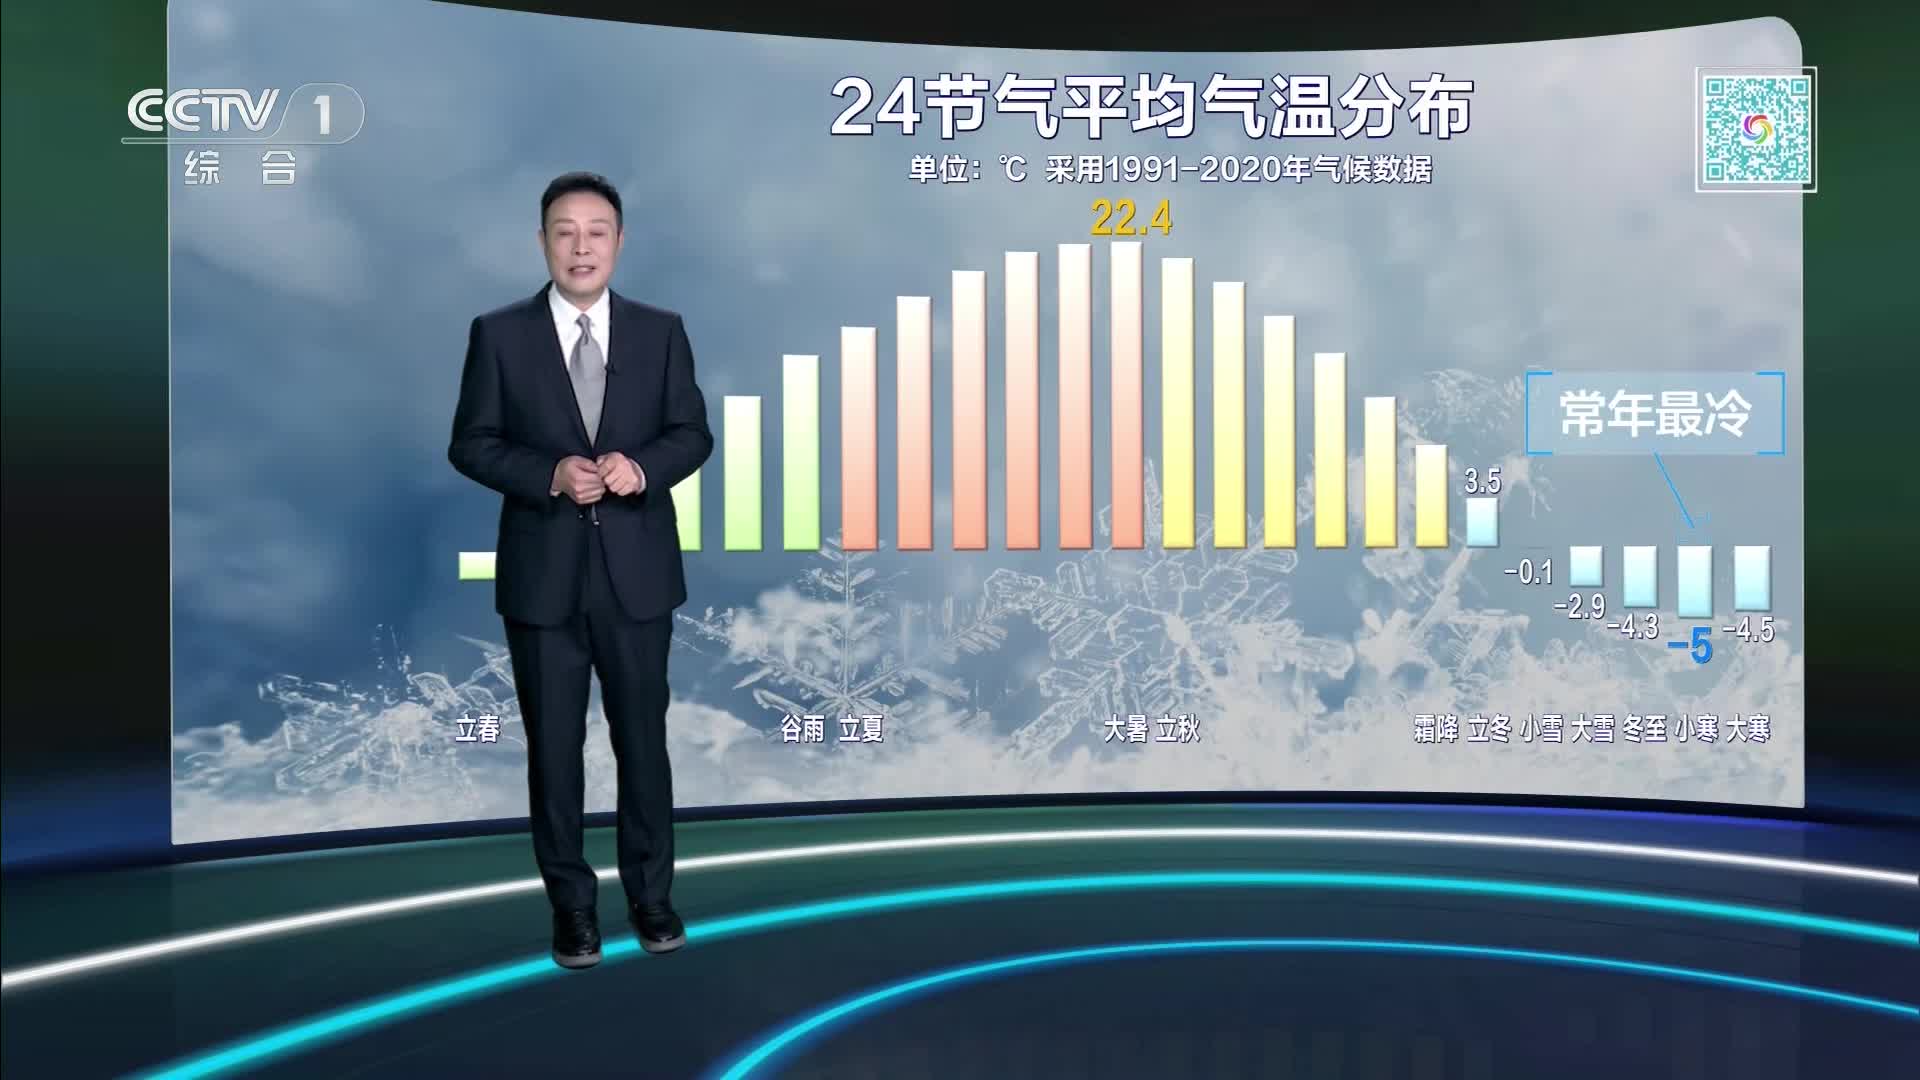 CCTV 1
综合
24节气平均气温分布
单位：℃ 采用1991-2020年气候数据
22.4
常年最冷
3.5
-0.1
-2.9
-4.3
-5
-4.5
立春 谷雨 立夏 大暑 立秋 霜降 立冬 小雪 大雪 冬至 小寒 大寒